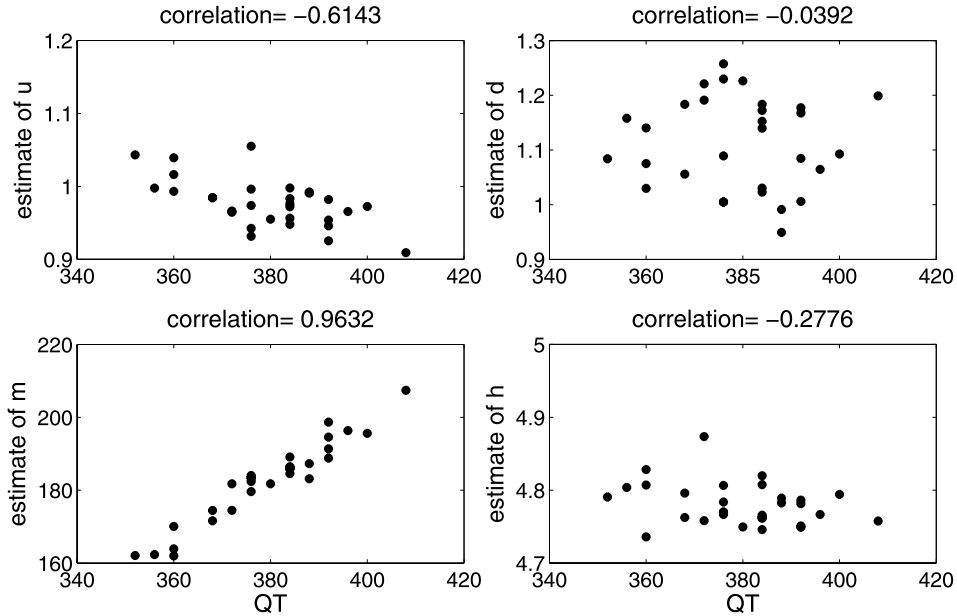 correlation= −0.6143
1.2
1.1
1
0.9
estimate of u
340 360 380 400 420
correlation= −0.0392
1.3
1.2
1.1
1
0.9
estimate of d
340 360 385 400 420
correlation= 0.9632
220
200
180
160
estimate of m
340 360 380 400 420
QT
correlation= −0.2776
5
4.9
4.8
4.7
estimate of h
340 360 380 400 420
QT